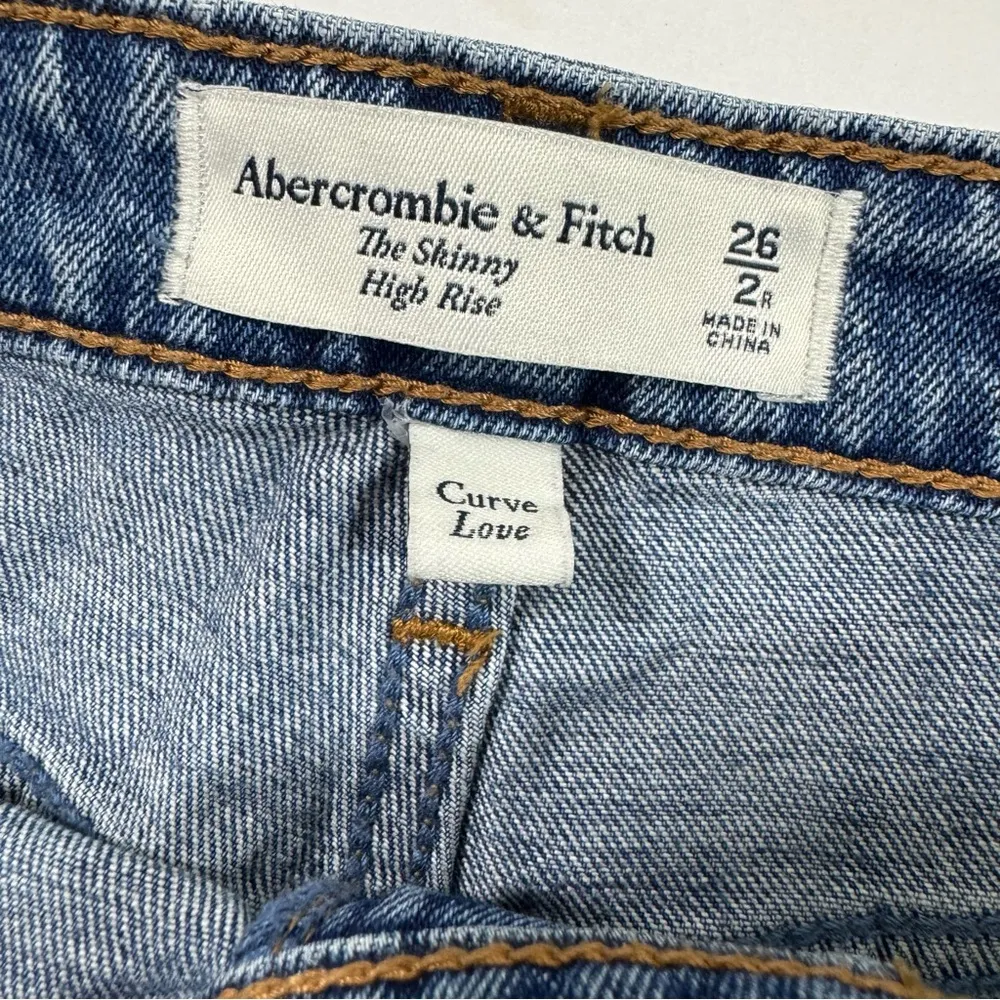 Abercrombie & Fitch
The Skinny
High Rise
26
2R
MADE IN
CHINA
Curve
Love